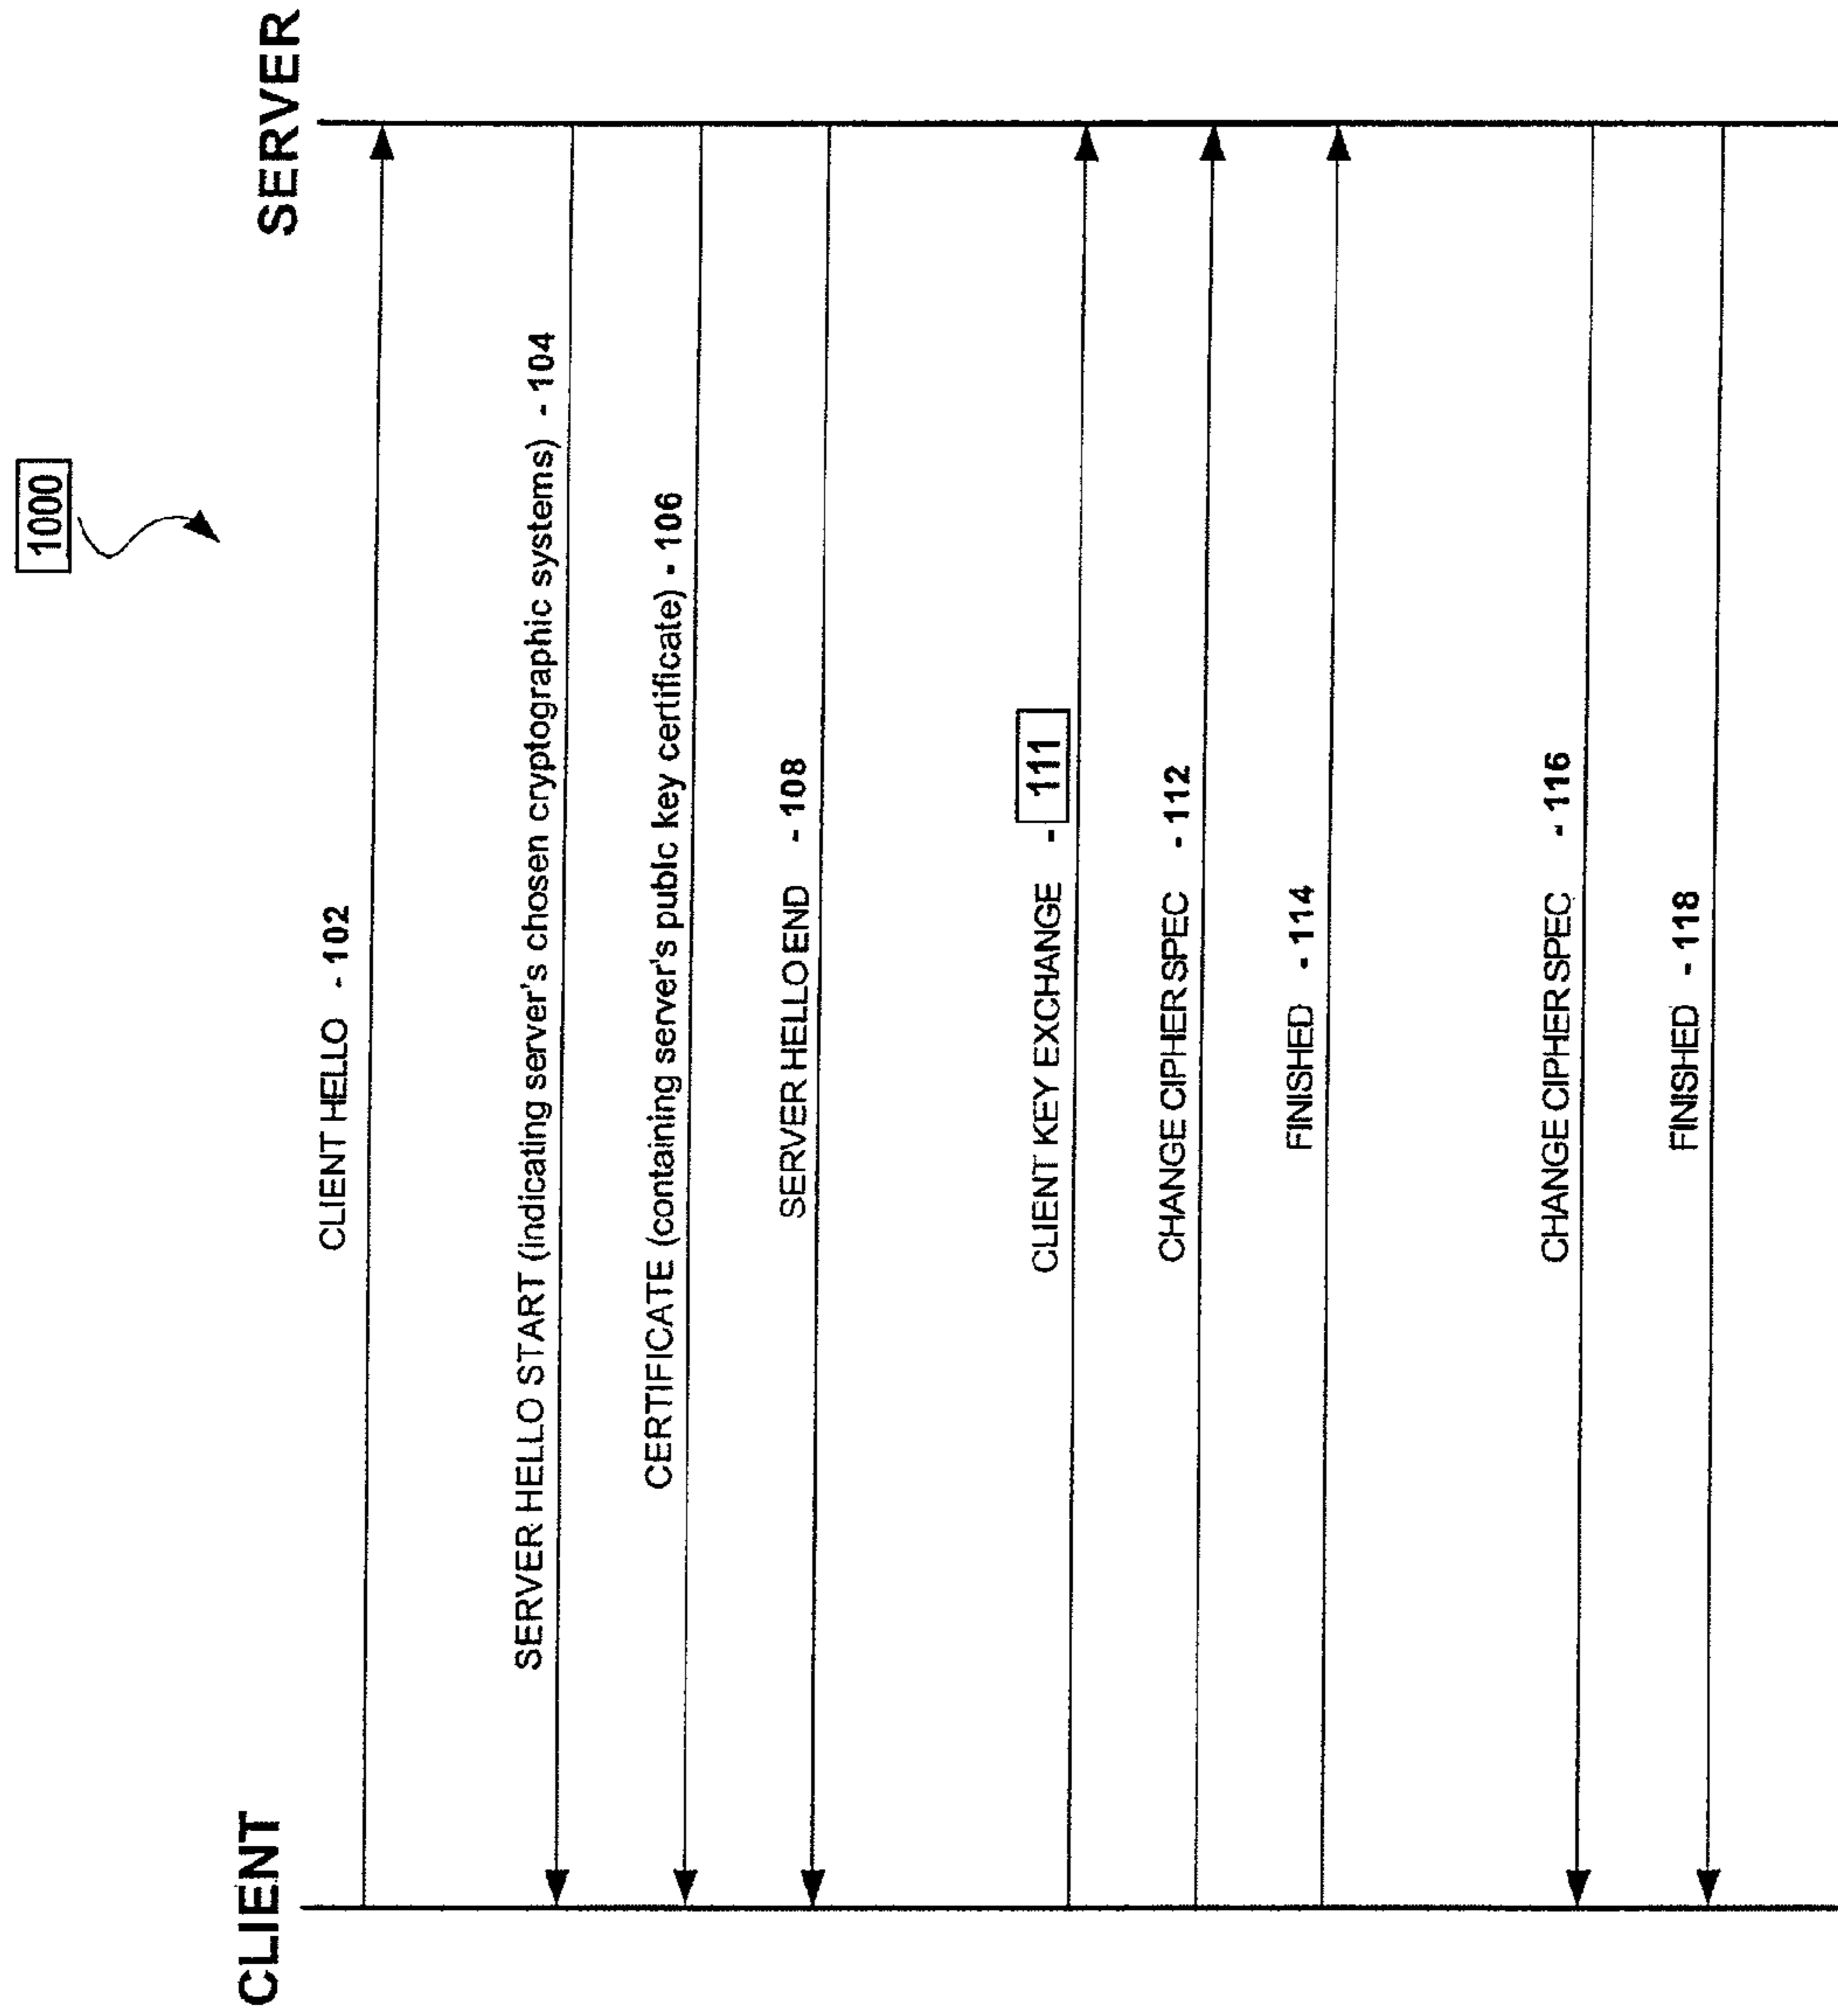 1000
CLIENT
SERVER
CLIENT HELLO - 102
SERVER HELLO START (indicating server's chosen cryptographic systems) - 104
CERTIFICATE (containing server's publc key certificate) - 106
SERVER HELLO END - 108
CLIENT KEY EXCHANGE - 111
CHANGE CIPHER SPEC - 112
FINISHED - 114
CHANGE CIPHER SPEC - 116
FINISHED - 118